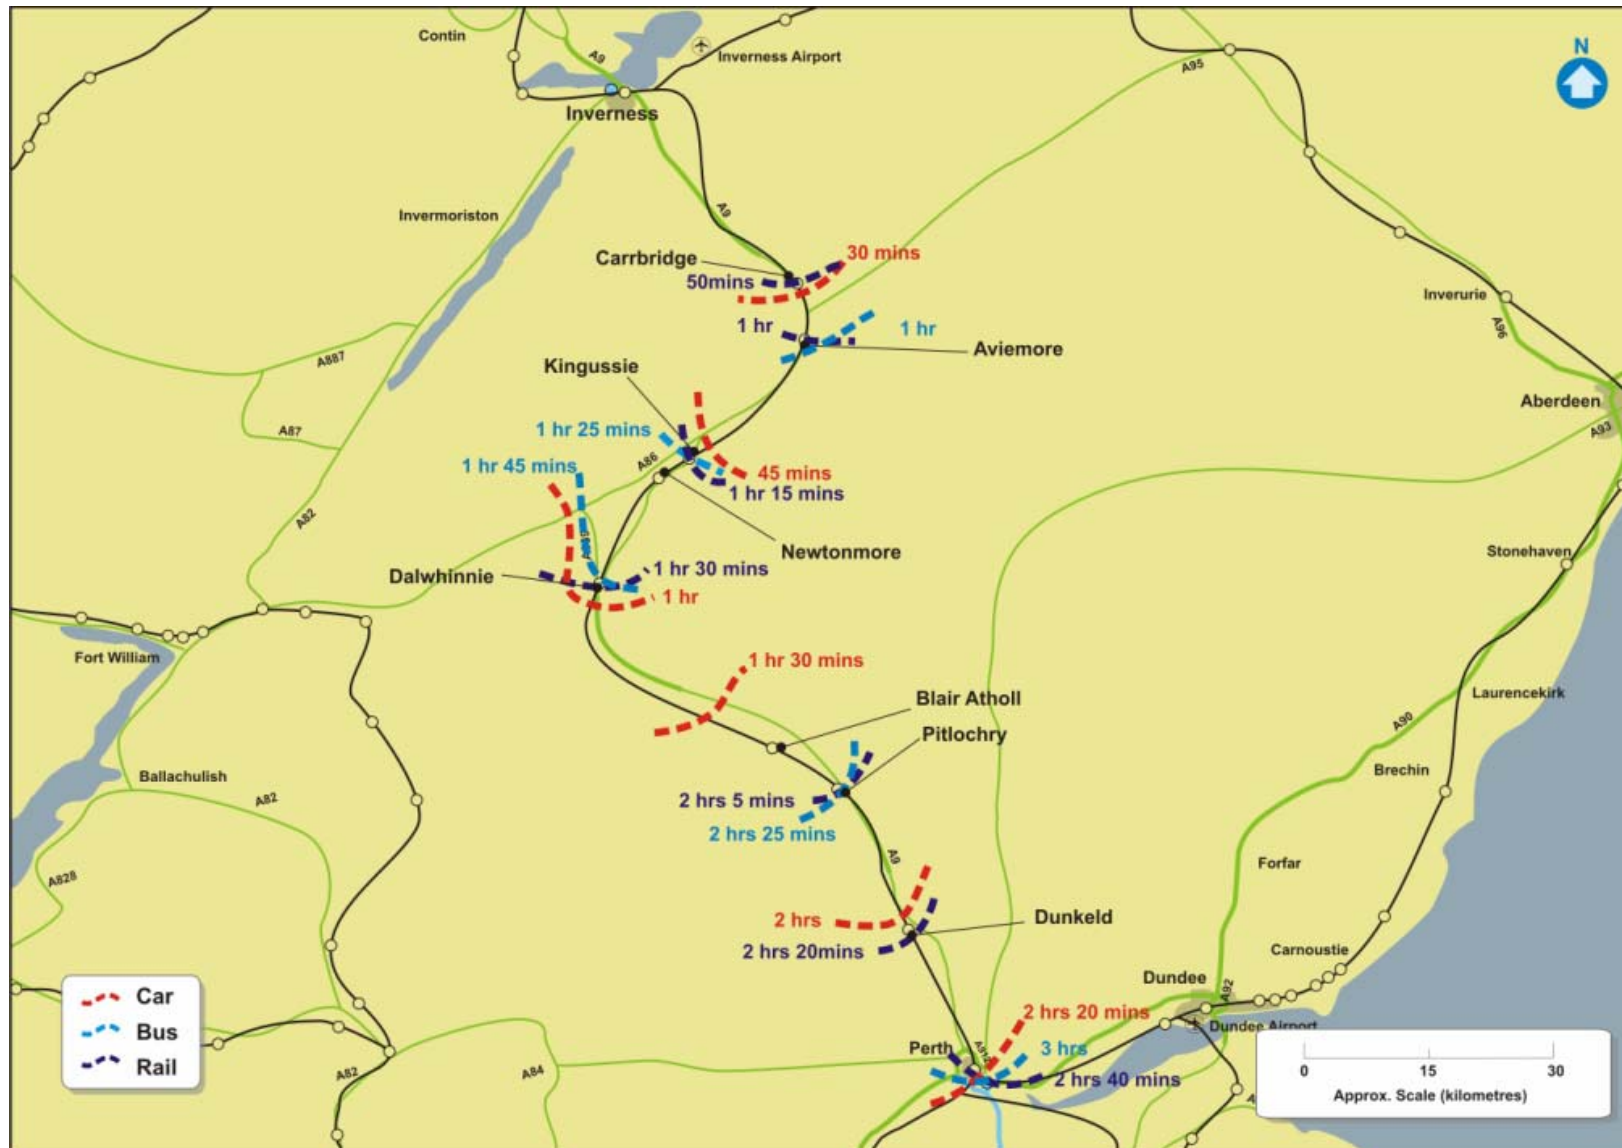 Contin
A9
Inverness Airport
N
A95
Inverness
Invermoriston
A9
Carrbridge
30 mins
50mins
Inverurie
A96
1 hr
1 hr
Aviemore
A887
Kingussie
Aberdeen
A93
A87
1 hr 25 mins
A86
1 hr 45 mins
45 mins
1 hr 15 mins
A82
Newtonmore
Stonehaven
Dalwhinnie
1 hr 30 mins
1 hr
Fort William
1 hr 30 mins
Blair Atholl
Laurencekirk
A90
Pitlochry
Ballachulish
Brechin
A82
2 hrs 5 mins
2 hrs 25 mins
A9
Forfar
A828
2 hrs
Dunkeld
2 hrs 20mins
Carnoustie
Dundee
A92
Car
Bus
Rail
2 hrs 20 mins
Dundee Airport
Perth
A912
3 hrs
2 hrs 40 mins
A82
A84
0 15 30
Approx. Scale (kilometres)